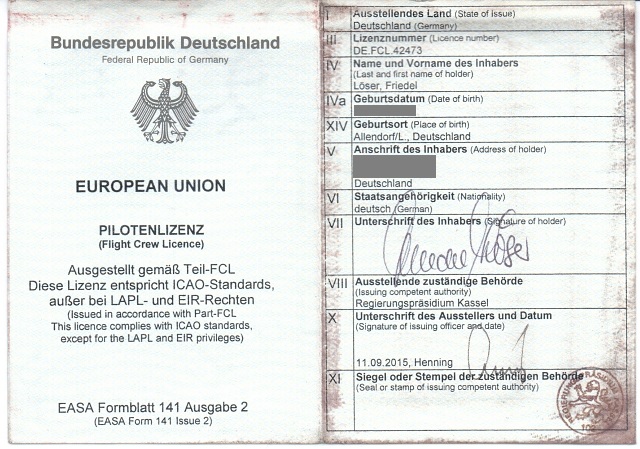 Bundesrepublik Deutschland
Federal Republic of Germany
EUROPEAN UNION
PILOTENLIZENZ
(Flight Crew Licence)
Ausgestellt gemäß Teil-FCL
Diese Lizenz entspricht ICAO-Standards,
außer bei LAPL- und EIR-Rechten
(Issued in accordance with Part-FCL
This licence complies with ICAO standards,
except for the LAPL and EIR privileges)
EASA Formblatt 141 Ausgabe 2
(EASA Form 141 Issue 2)
I Ausstellendes Land (State of issue)
Deutschland (Germany)
III Lizenznummer (Licence number)
DE.FCL.42473
IV Name und Vorname des Inhabers
(Last and first name of holder)
Löser, Friedel
IVa Geburtsdatum (Date of birth)
XIV Geburtsort (Place of birth)
Allendorf/L., Deutschland
V Anschrift des Inhabers (Address of holder)
Deutschland
VI Staatsangehörigkeit (Nationality)
deutsch (German)
VII Unterschrift des Inhabers (Signature of holder)
VIII Ausstellende zuständige Behörde
(Issuing competent authority)
Regierungspräsidium Kassel
X Unterschrift des Ausstellers und Datum
(Signature of issuing officer and date)
11.09.2015, Henning
XI Siegel oder Stempel der zuständigen Behörde
(Seal or stamp of issuing competent authority)